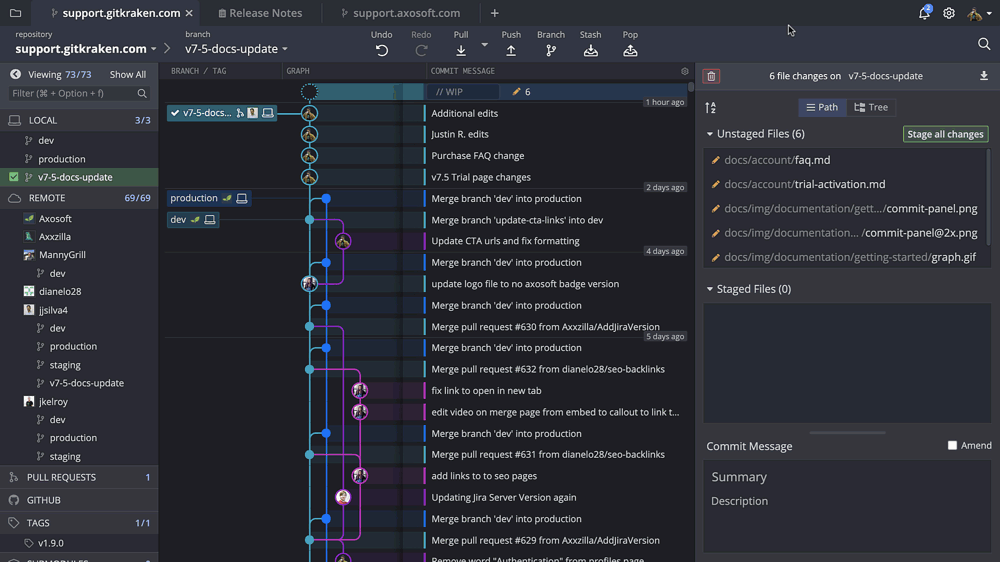 support.gitkraken.com
Release Notes
support.axosoft.com
2
repository
support.gitkraken.com
branch
v7-5-docs-update
Undo
Redo
Pull
Push
Branch
Stash
Pop
Viewing 73/73
Show All
Filter (⌘ + Option + f)
LOCAL 3/3
dev
production
v7-5-docs-update
REMOTE 69/69
Axosoft
Axxzilla
MannyGrill
dev
dianelo28
jjsilva4
dev
production
staging
v7-5-docs-update
jkelroy
dev
production
staging
PULL REQUESTS 1
GITHUB
TAGS 1/1
v1.9.0
SUBMODULES
BRANCH / TAG
GRAPH
COMMIT MESSAGE
// WIP
6
1 hour ago
v7-5-docs...
Additional edits
Justin R. edits
Purchase FAQ change
v7.5 Trial page changes
2 days ago
production
Merge branch 'dev' into production
dev
Merge branch 'update-cta-links' into dev
Update CTA urls and fix formatting
4 days ago
Merge branch 'dev' into production
update logo file to no axosoft badge version
Merge branch 'dev' into production
Merge pull request #630 from Axxzilla/AddJiraVersion
5 days ago
Merge branch 'dev' into production
Merge pull request #632 from dianelo28/seo-backlinks
fix link to open in new tab
edit video on merge page from embed to callout to link t...
Merge branch 'dev' into production
Merge pull request #631 from dianelo28/seo-backlinks
add links to to seo pages
Updating Jira Server Version again
Merge branch 'dev' into production
Merge pull request #629 from Axxzilla/AddJiraVersion
Remove word "Authentication" from profiles page
6 file changes on v7-5-docs-update
Path
Tree
Unstaged Files (6)
Stage all changes
docs/account/faq.md
docs/account/trial-activation.md
docs/img/documentation/gett.../commit-panel.png
docs/img/documentation... /commit-panel@2x.png
docs/img/documentation/getting-started/graph.gif
Staged Files (0)
Commit Message
Amend
Summary
Description